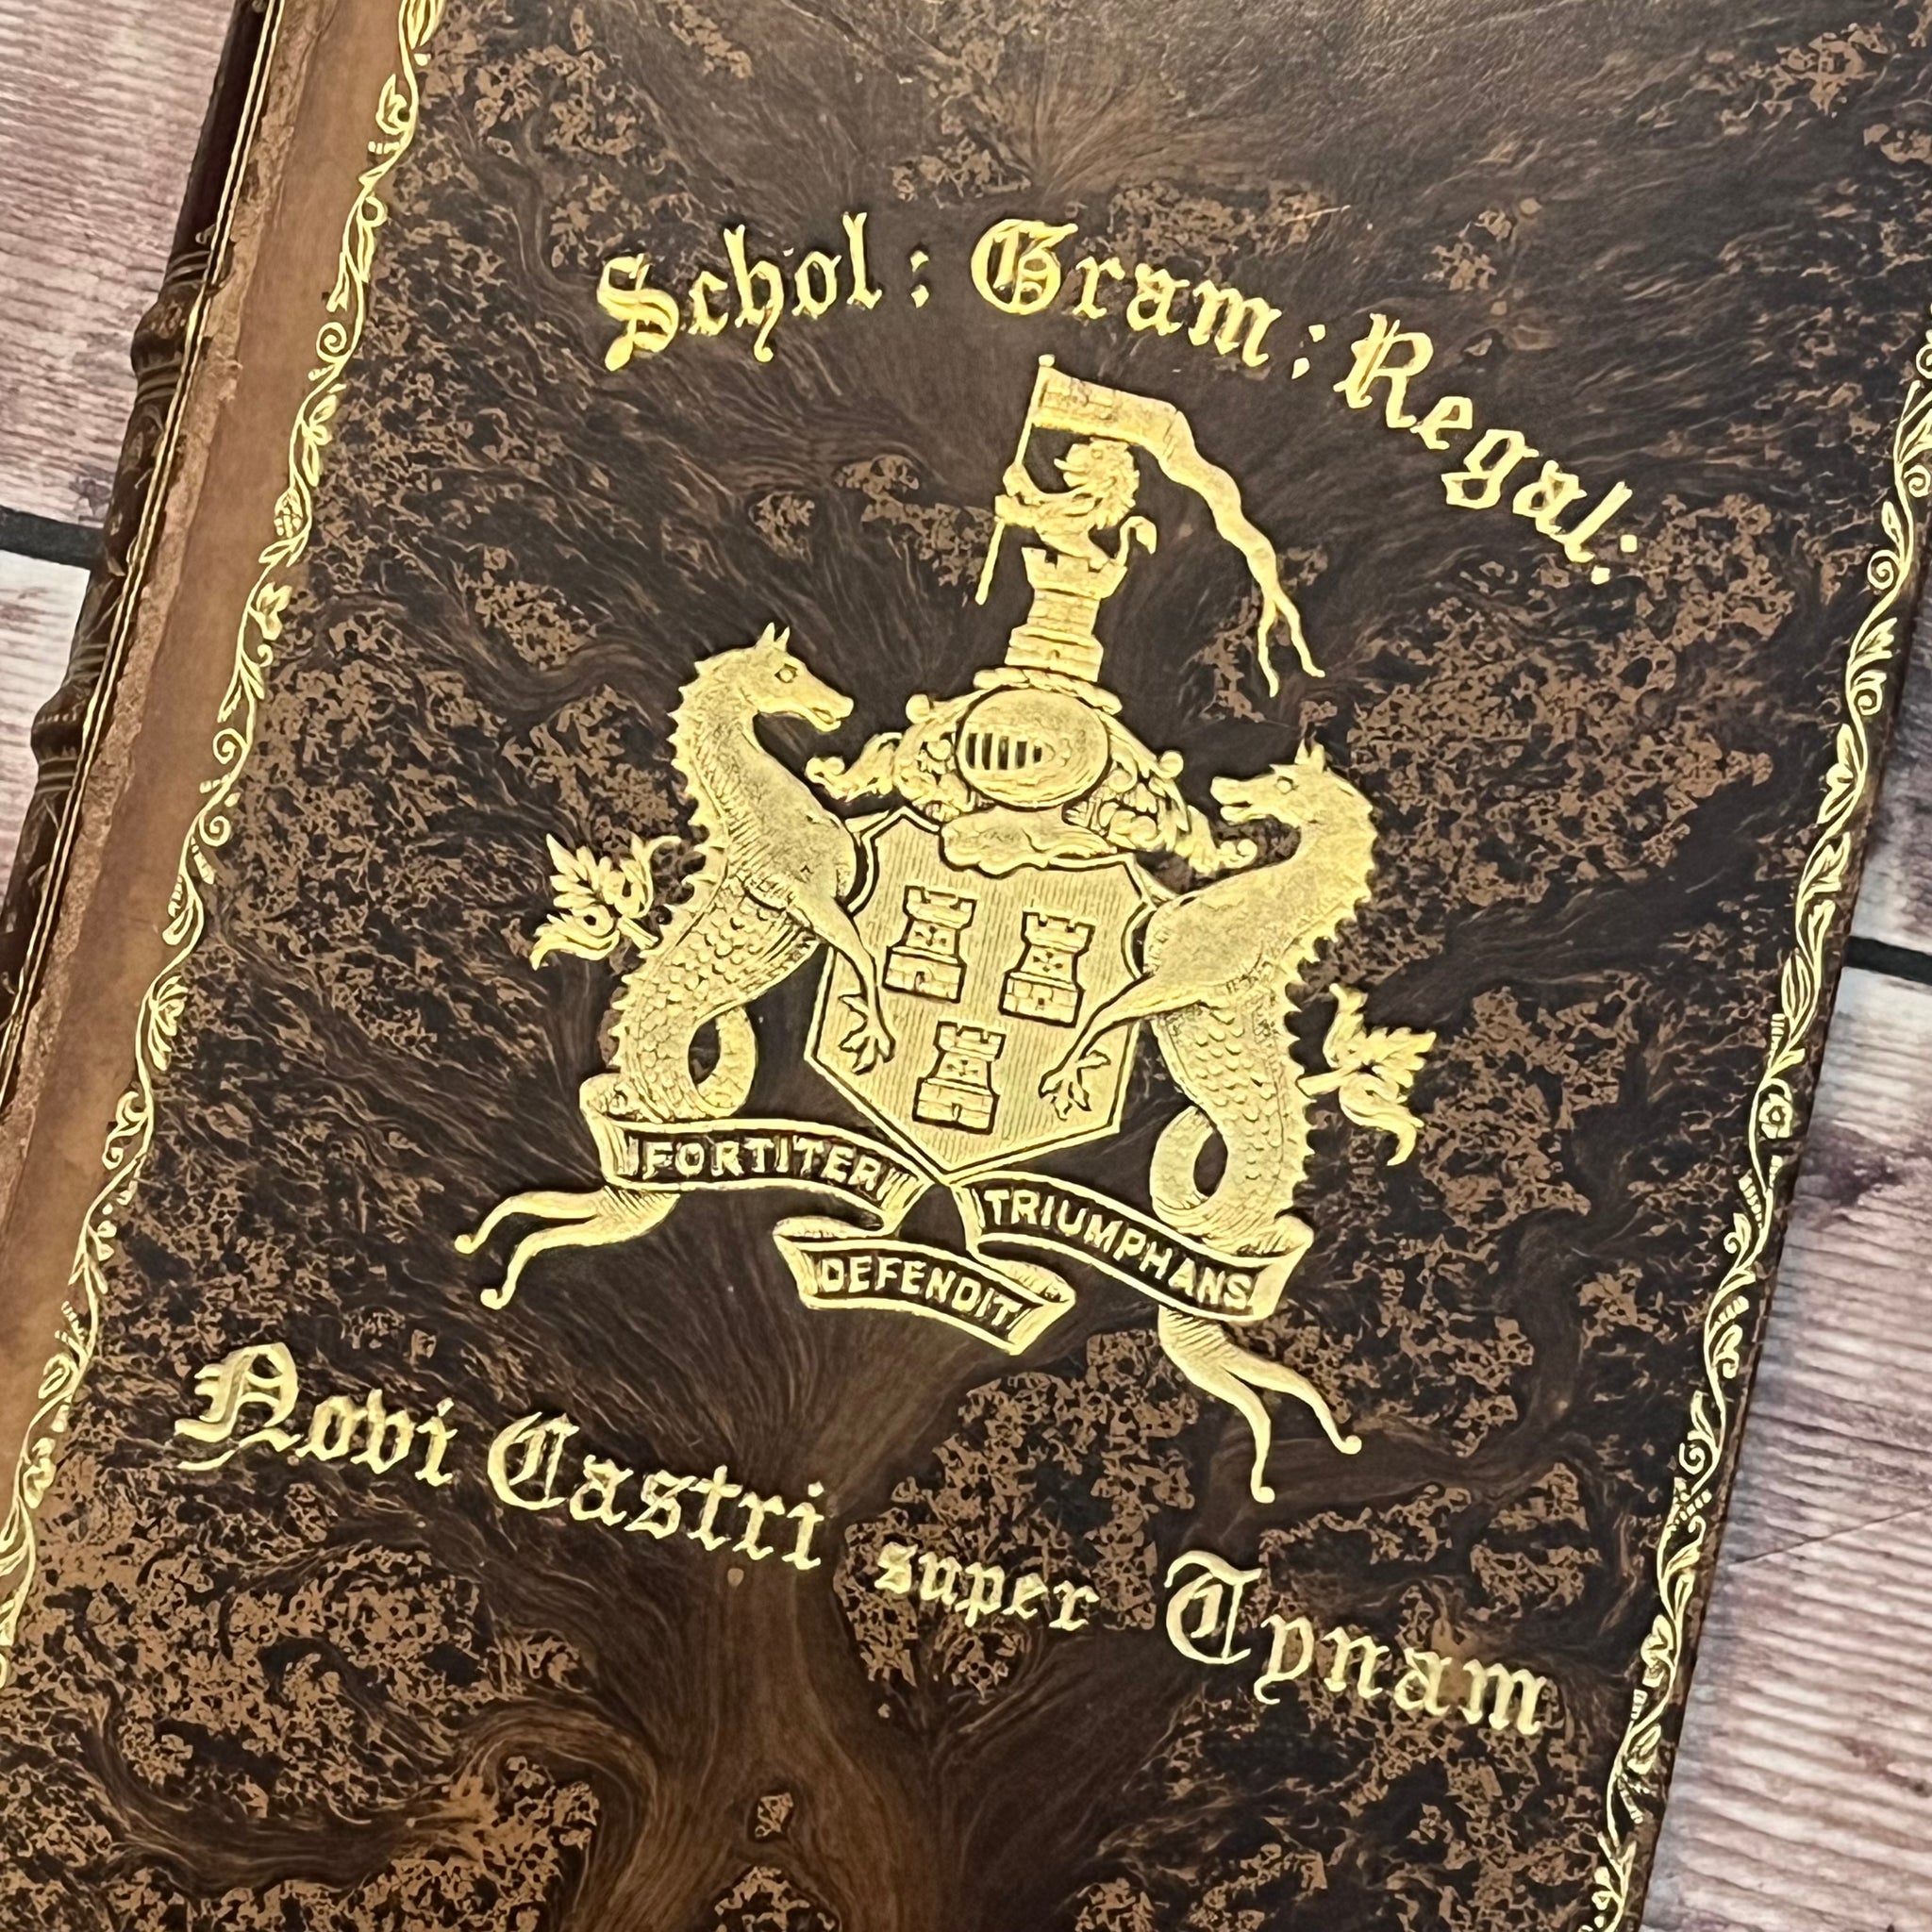 Schol: Gram: Regal:
FORTITER
DEFENDIT
TRIUMPHANS
Novi Castri super Tynam